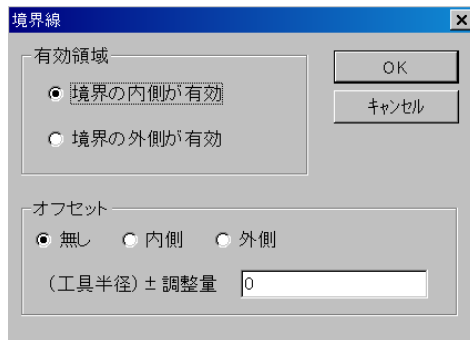 境界線
有効領域
境界の内側が有効
境界の外側が有効
OK
キャンセル
オフセット
無し 内側 外側
(工具半径)±調整量 0